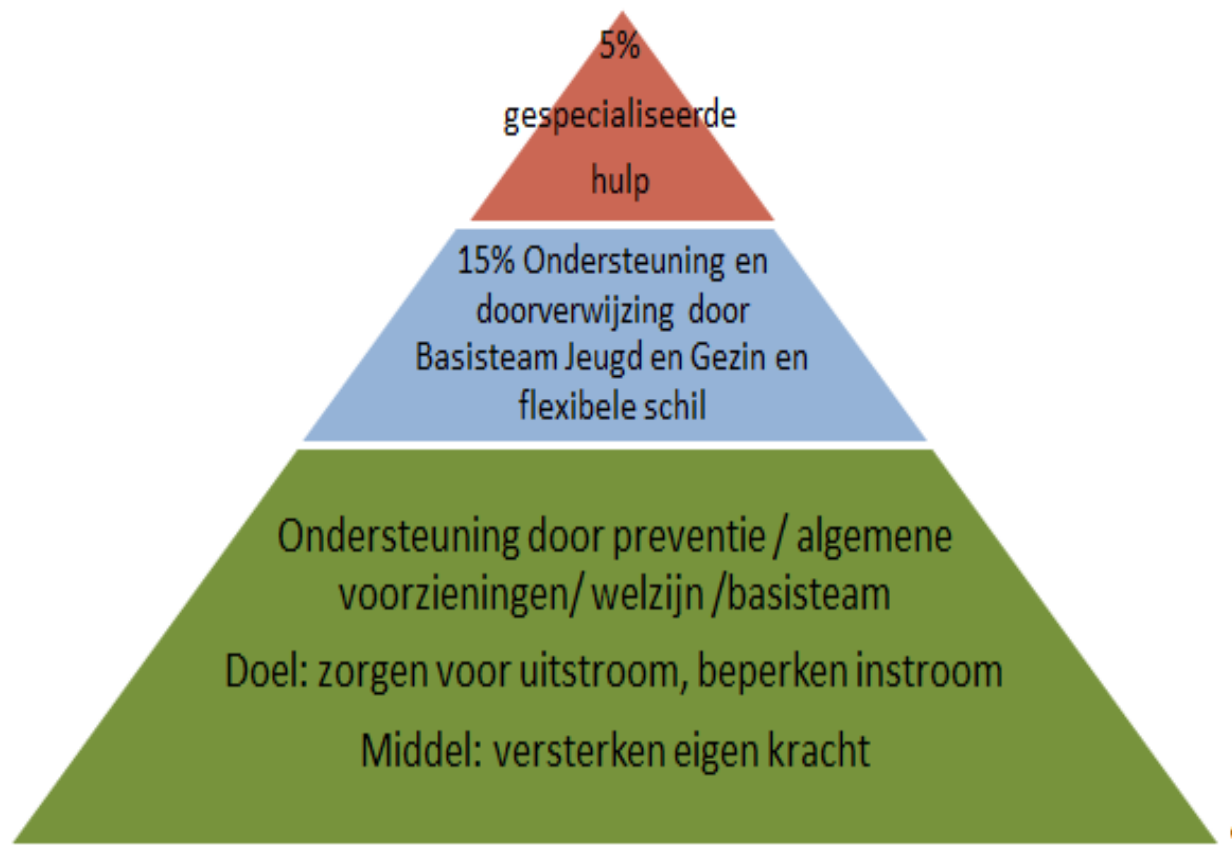 5%
gespecialiseerde
hulp
15% Ondersteuning en
doorverwijzing door
Basisteam Jeugd en Gezin en
flexibele schil
Ondersteuning door preventie / algemene
voorzieningen/ welzijn /basisteam
Doel: zorgen voor uitstroom, beperken instroom
Middel: versterken eigen kracht